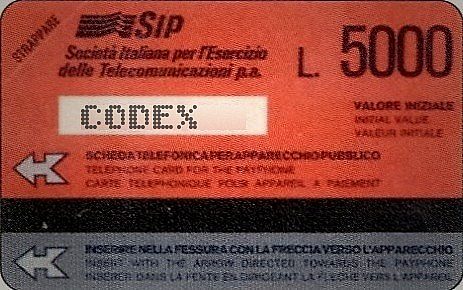 STRAPPARE
SIP
Società Italiana per l'Esercizio
delle Telecomunicazioni p.a.
L. 5000
CODEX
VALORE INIZIALE
INITIAL VALUE
VALEUR INITIALE
SCHEDA TELEFONICA PER APPARECCHIO PUBBLICO
TELEPHONE CARD FOR THE PAYPHONE
CARTE TELEPHONIQUE POUR APPAREIL A PAIEMENT
INSERIRE NELLA FESSURA CON LA FRECCIA VERSO L'APPARECCHIO
INSERT WITH THE ARROW DIRECTED TOWARDS THE PAYPHONE
INSERER DANS LA FENTE EN DIRIGEANT LA FLECHE VERS L'APPAREIL